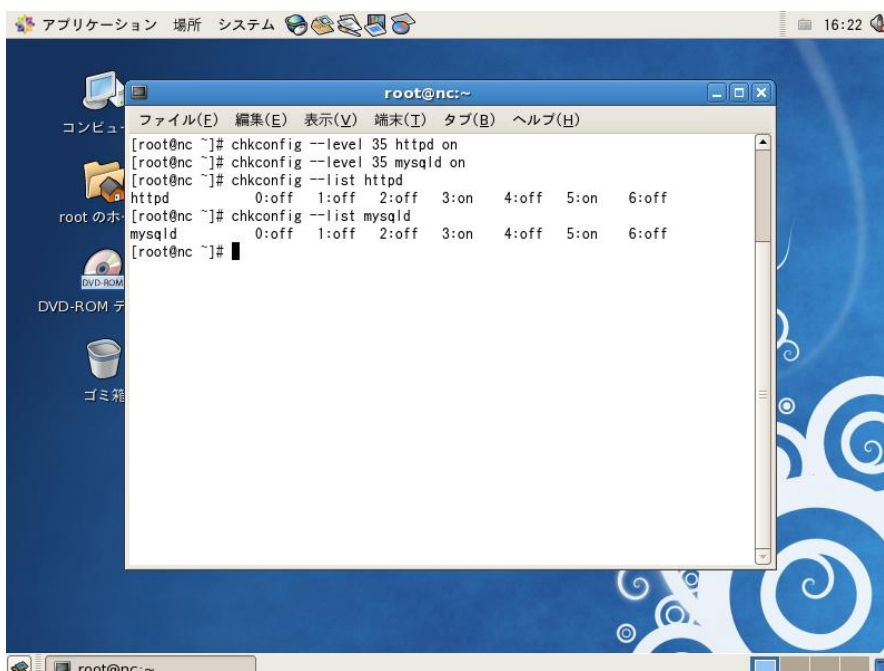 アプリケーション 場所 システム 16:22
root@nc:~
ファイル(F) 編集(E) 表示(V) 端末(T) タブ(B) ヘルプ(H)
[root@nc ~]# chkconfig --level 35 httpd on
[root@nc ~]# chkconfig --level 35 mysqld on
[root@nc ~]# chkconfig --list httpd
httpd 0:off 1:off 2:off 3:on 4:off 5:on 6:off
[root@nc ~]# chkconfig --list mysqld
mysqld 0:off 1:off 2:off 3:on 4:off 5:on 6:off
[root@nc ~]#
コンピュー
root のホー
DVD-ROM
DVD-ROM デ
ゴミ箱
root@nc:~